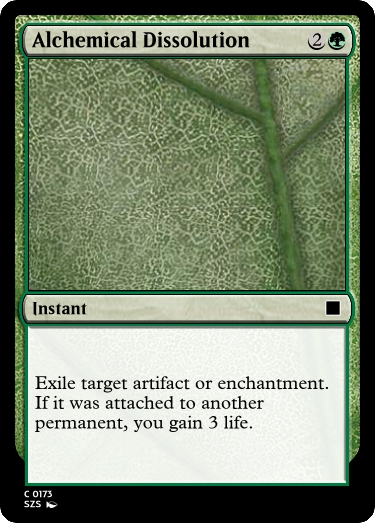 Alchemical Dissolution 2
Instant
Exile target artifact or enchantment.
If it was attached to another
permanent, you gain 3 life.
C 0173
SZS